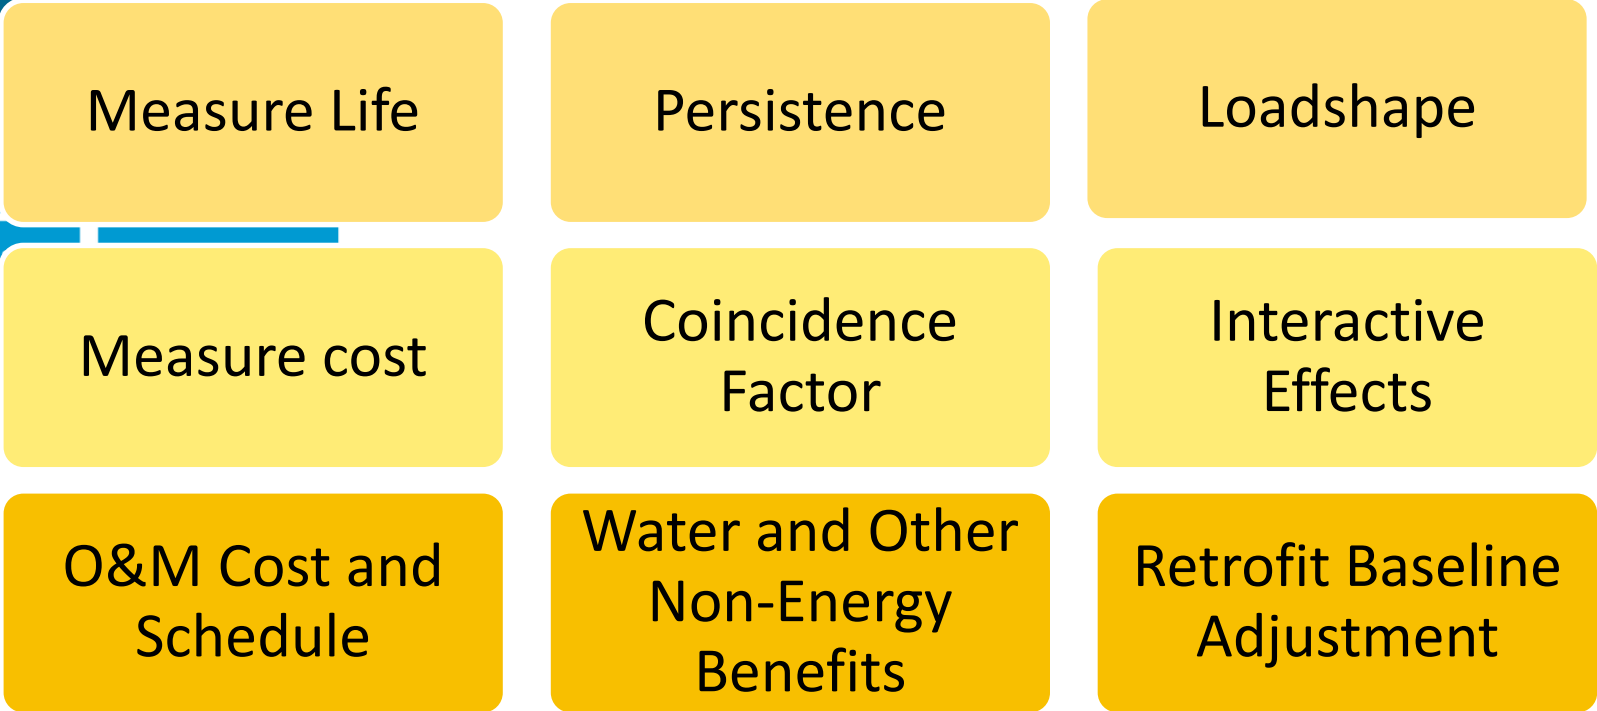 Measure Life
Persistence
Loadshape
Measure cost
Coincidence
Factor
Interactive
Effects
O&M Cost and
Schedule
Water and Other
Non-Energy
Benefits
Retrofit Baseline
Adjustment